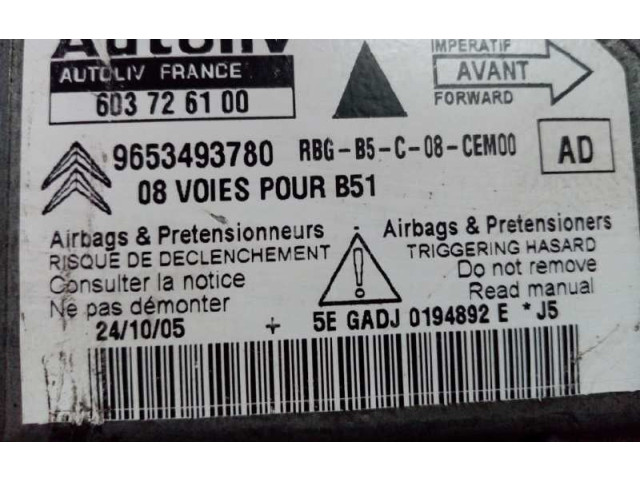 Autoliv
AUTOLIV FRANCE
603 72 61 00
IMPERATIF
AVANT
FORWARD
9653493780 RBG-B5-C-08-CEM00
AD
08 VOIES POUR B51
Airbags & Pretensionneurs
RISQUE DE DECLENCHEMENT
Consulter la notice
Ne pas démonter
Airbags & Pretensioners
TRIGGERING HASARD
Do not remove
Read manual
24/10/05 + 5E GADJ 0194892 E *J5